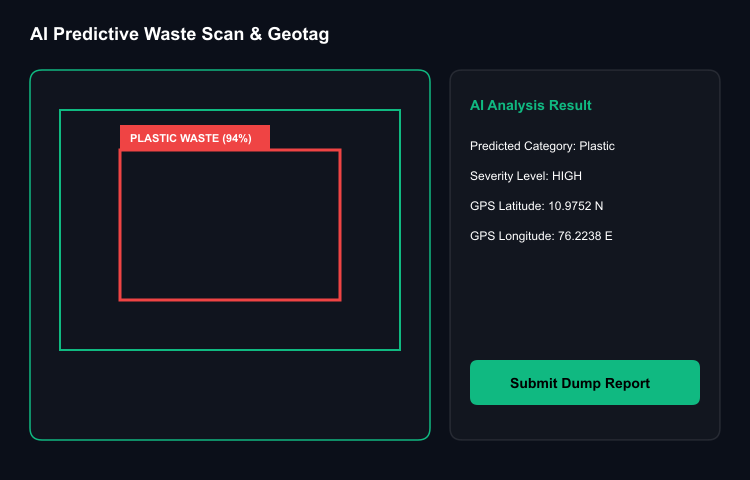 AI Predictive Waste Scan & Geotag
PLASTIC WASTE (94%)
AI Analysis Result
Predicted Category: Plastic
Severity Level: HIGH
GPS Latitude: 10.9752 N
GPS Longitude: 76.2238 E
Submit Dump Report